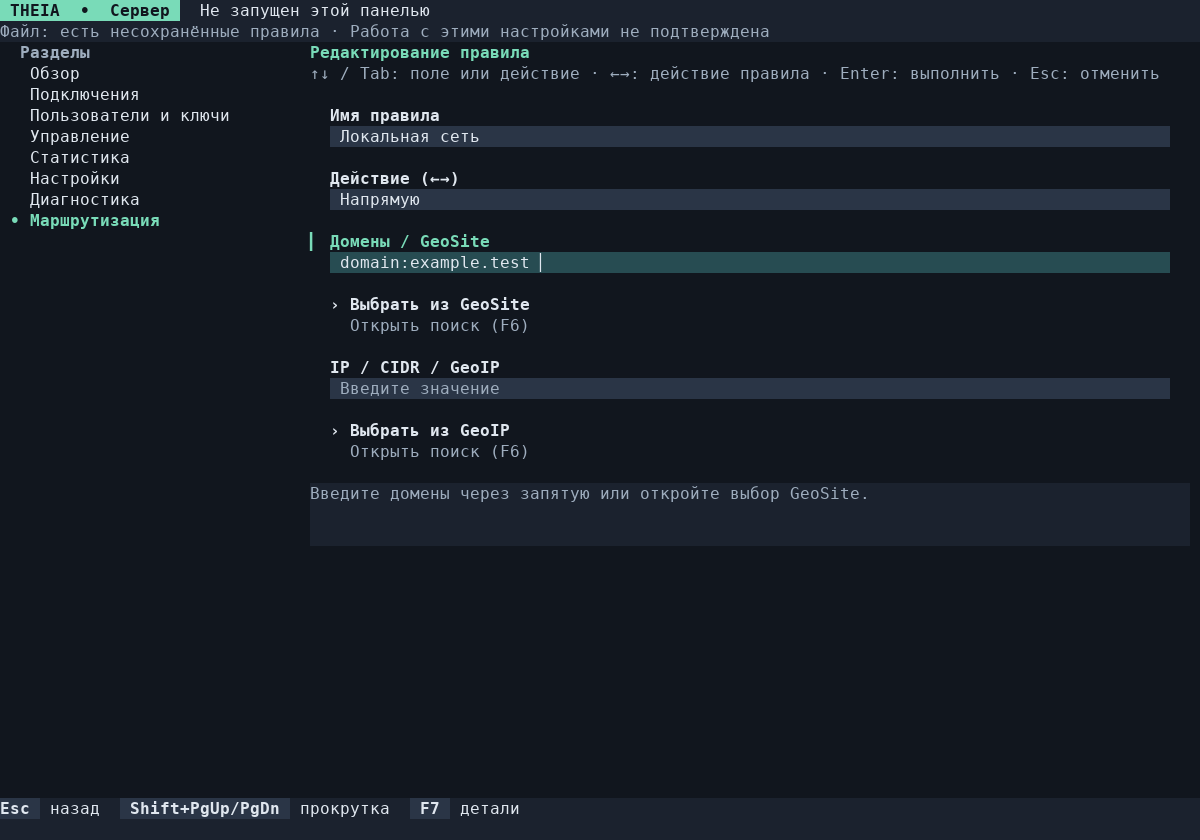 THEIA • Сервер Не запущен этой панелью
Файл: есть несохранённые правила · Работа с этими настройками не подтверждена
Разделы
Обзор
Подключения
Пользователи и ключи
Управление
Статистика
Настройки
Диагностика
• Маршрутизация
Редактирование правила
↑↓ / Tab: поле или действие · ←→: действие правила · Enter: выполнить · Esc: отменить
Имя правила
Локальная сеть
Действие (←→)
Напрямую
Домены / GeoSite
domain:example.test
› Выбрать из GeoSite
Открыть поиск (F6)
IP / CIDR / GeoIP
Введите значение
› Выбрать из GeoIP
Открыть поиск (F6)
Введите домены через запятую или откройте выбор GeoSite.
Esc назад Shift+PgUp/PgDn прокрутка F7 детали